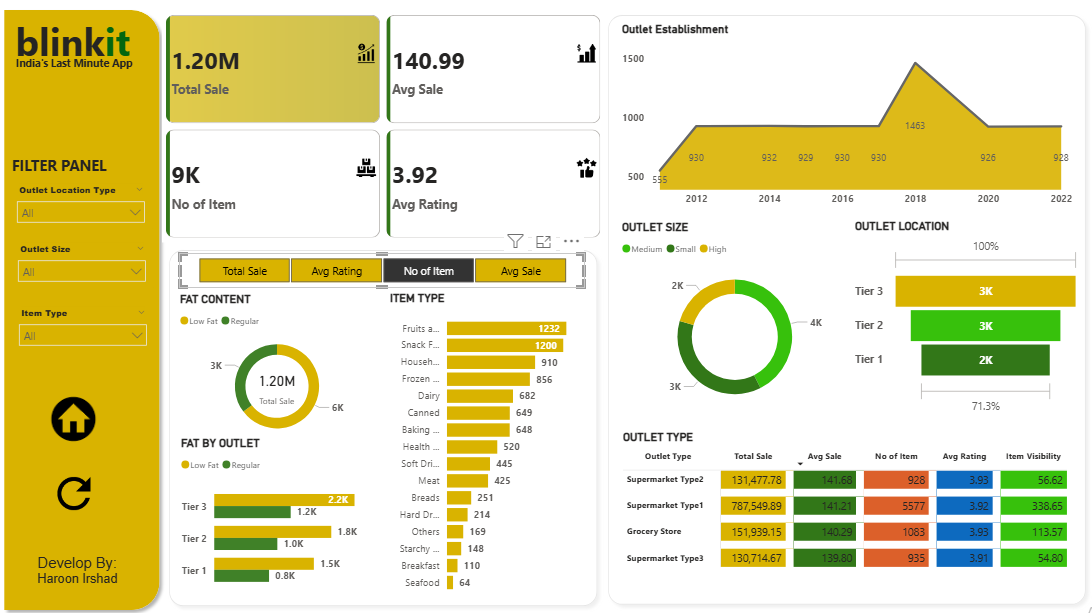 blinkit
India's Last Minute App
FILTER PANEL
Outlet Location Type
All
Outlet Size
All
Item Type
All
Develop By:
Haroon Irshad
1.20M
Total Sale
140.99
Avg Sale
9K
No of Item
3.92
Avg Rating
Total Sale Avg Rating No of Item Avg Sale
FAT CONTENT
Low Fat Regular
3K
1.20M
Total Sale
6K
FAT BY OUTLET
Low Fat Regular
Tier 3 2.2K
1.2K
Tier 2 1.8K
1.0K
Tier 1 1.5K
0.8K
ITEM TYPE
Fruits a... 1232
Snack F... 1200
Househ... 910
Frozen ... 856
Dairy 682
Canned 649
Baking ... 648
Health ... 520
Soft Dri... 445
Meat 425
Breads 251
Hard Dr... 214
Others 169
Starchy ... 148
Breakfast 110
Seafood 64
Outlet Establishment
1500
1000
500
555 930 932 929 930 930 1463 926 928
2012 2014 2016 2018 2020 2022
OUTLET SIZE
Medium Small High
2K
4K
3K
OUTLET LOCATION
100%
Tier 3 3K
Tier 2 3K
Tier 1 2K
71.3%
OUTLET TYPE
Outlet Type Total Sale Avg Sale No of Item Avg Rating Item Visibility
Supermarket Type2 131,477.78 141.68 928 3.93 56.62
Supermarket Type1 787,549.89 141.21 5577 3.92 338.65
Grocery Store 151,939.15 140.29 1083 3.93 113.57
Supermarket Type3 130,714.67 139.80 935 3.91 54.80